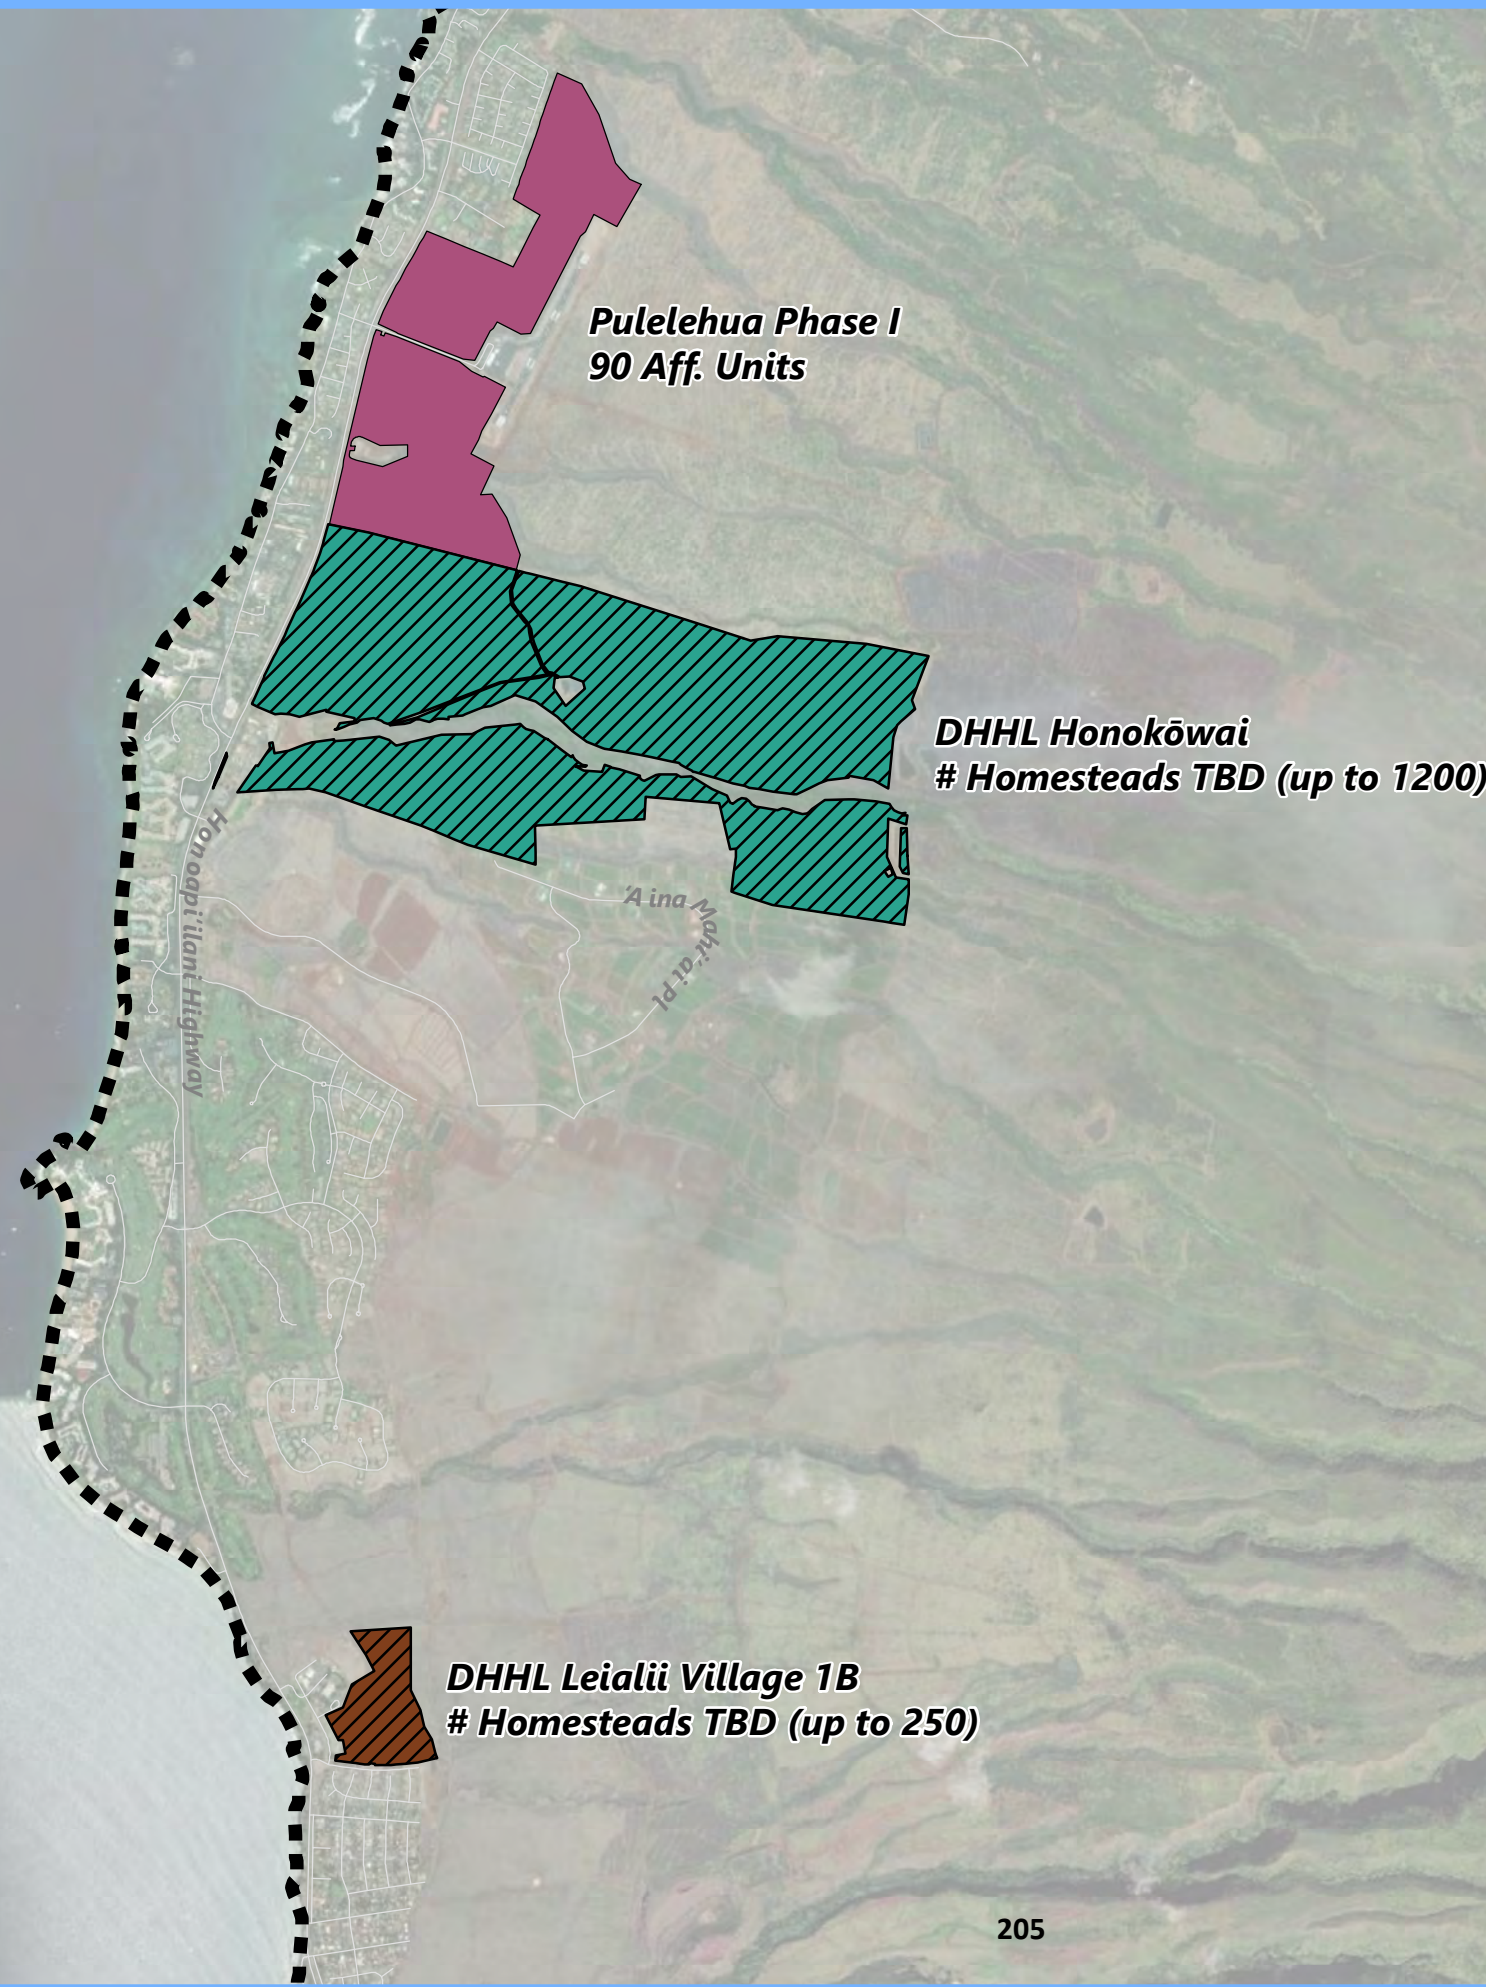 Pulelehua Phase I
90 Aff. Units
DHHL Honokōwai
# Homesteads TBD (up to 1200)
Honoapi'ilani Highway
'A ina Mahi'ai Pl
DHHL Leialii Village 1B
# Homesteads TBD (up to 250)
205